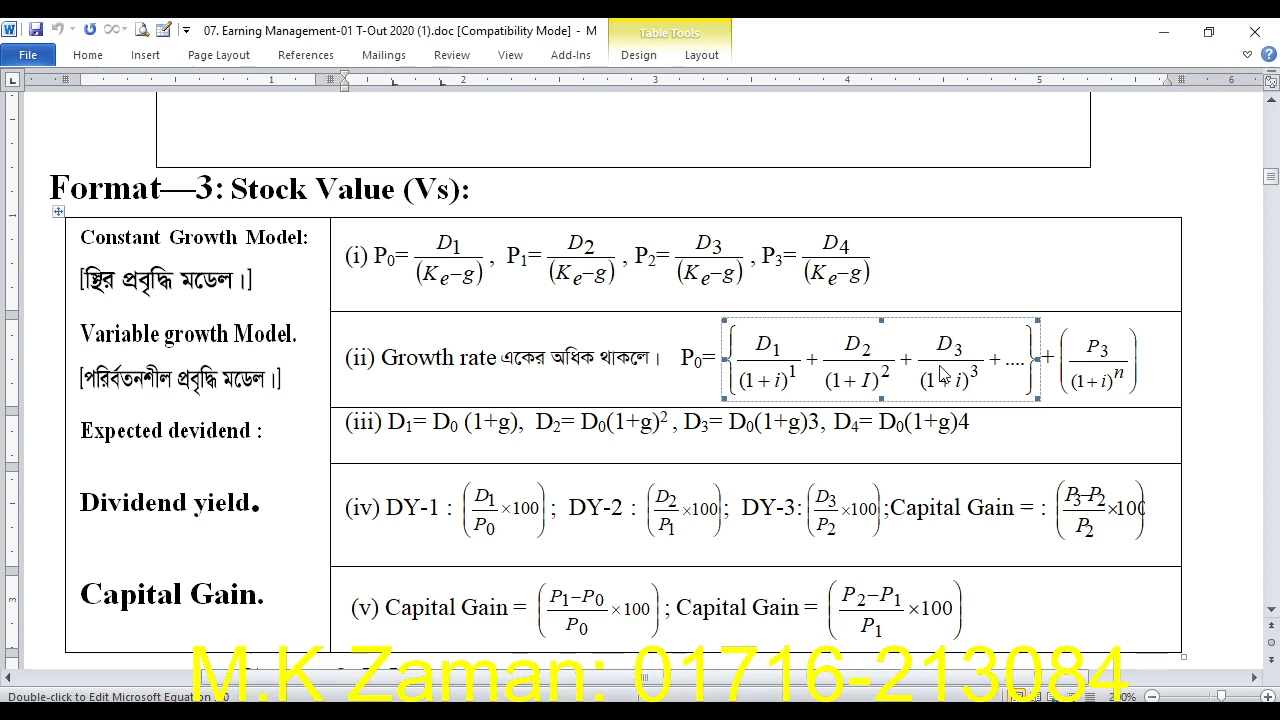 07. Earning Management-01 T-Out 2020 (1).doc [Compatibility Mode] - M
Table Tools
File Home Insert Page Layout References Mailings Review View Add-Ins Design Layout
1 2 3 4 5 6
Format—3: Stock Value (Vs):
Constant Growth Model:
[স্থির প্রবৃদ্ধি মডেল।]
(i) P0= D1/(Ke−g) , P1= D2/(Ke−g) , P2= D3/(Ke−g) , P3= D4/(Ke−g)
Variable growth Model.
[পরিবর্তনশীল প্রবৃদ্ধি মডেল।]
(ii) Growth rate একের অধিক থাকলে। P0= {D1/(1+i)^1 + D2/(1+I)^2 + D3/(1 i)^3 +....} + (P3/(1+i)^n)
Expected devidend :
(iii) D1= D0 (1+g), D2= D0(1+g)2 , D3= D0(1+g)3, D4= D0(1+g)4
Dividend yield.
(iv) DY-1 : (D1/P0 ×100) ; DY-2 : (D2/P1 ×100) ; DY-3: (D3/P2 ×100) ;Capital Gain = : (P3−P2/P2 ×100)
Capital Gain.
(v) Capital Gain = (P1−P0/P0 ×100) ; Capital Gain = (P2−P1/P1 ×100)
M.K Zaman: 01716-213084
Double-click to Edit Microsoft Equation 200%